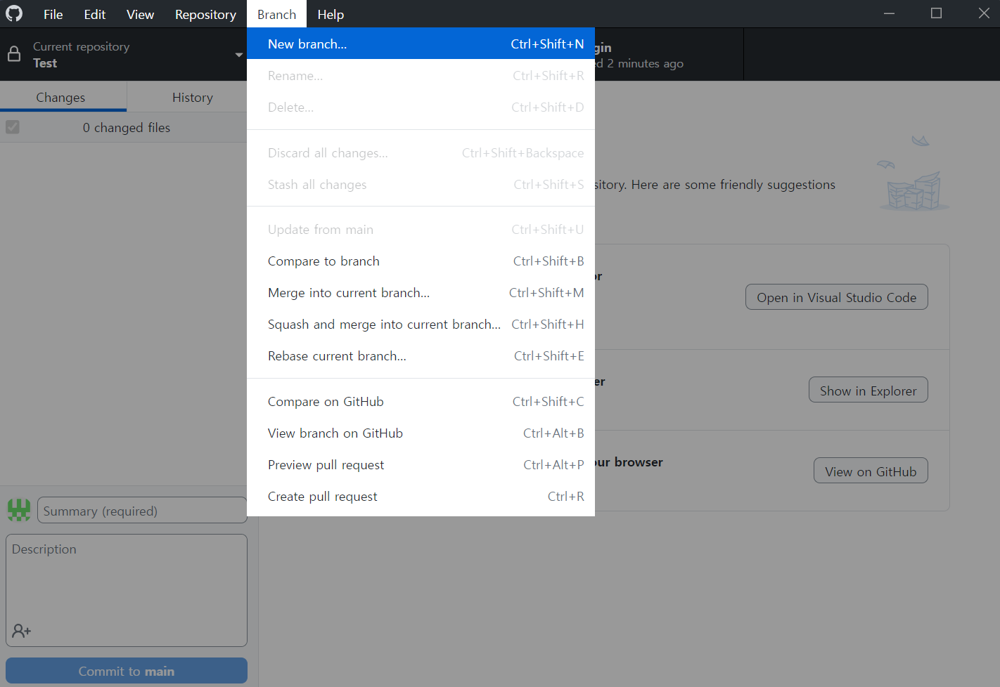 File Edit View Repository Branch Help
Current repository
Test
Changes History
0 changed files
Summary (required)
Description
Commit to main
New branch... Ctrl+Shift+N
Rename... Ctrl+Shift+R
Delete... Ctrl+Shift+D
Discard all changes... Ctrl+Shift+Backspace
Stash all changes Ctrl+Shift+S
Update from main Ctrl+Shift+U
Compare to branch Ctrl+Shift+B
Merge into current branch... Ctrl+Shift+M
Squash and merge into current branch... Ctrl+Shift+H
Rebase current branch... Ctrl+Shift+E
Compare on GitHub Ctrl+Shift+C
View branch on GitHub Ctrl+Alt+B
Preview pull request Ctrl+Alt+P
Create pull request Ctrl+R
gin
d 2 minutes ago
sitory. Here are some friendly suggestions
or
Open in Visual Studio Code
er
Show in Explorer
our browser
View on GitHub